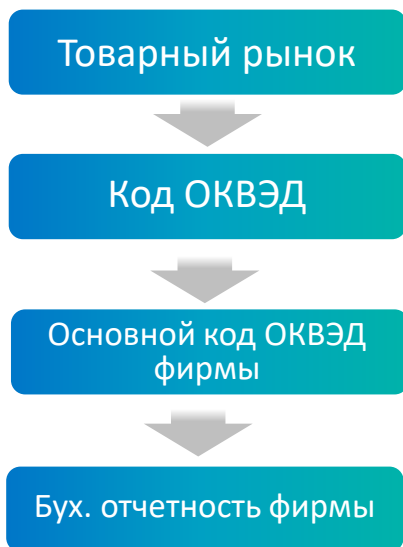 Товарный рынок
Код ОКВЭД
Основной код ОКВЭД
фирмы
Бух. отчетность фирмы